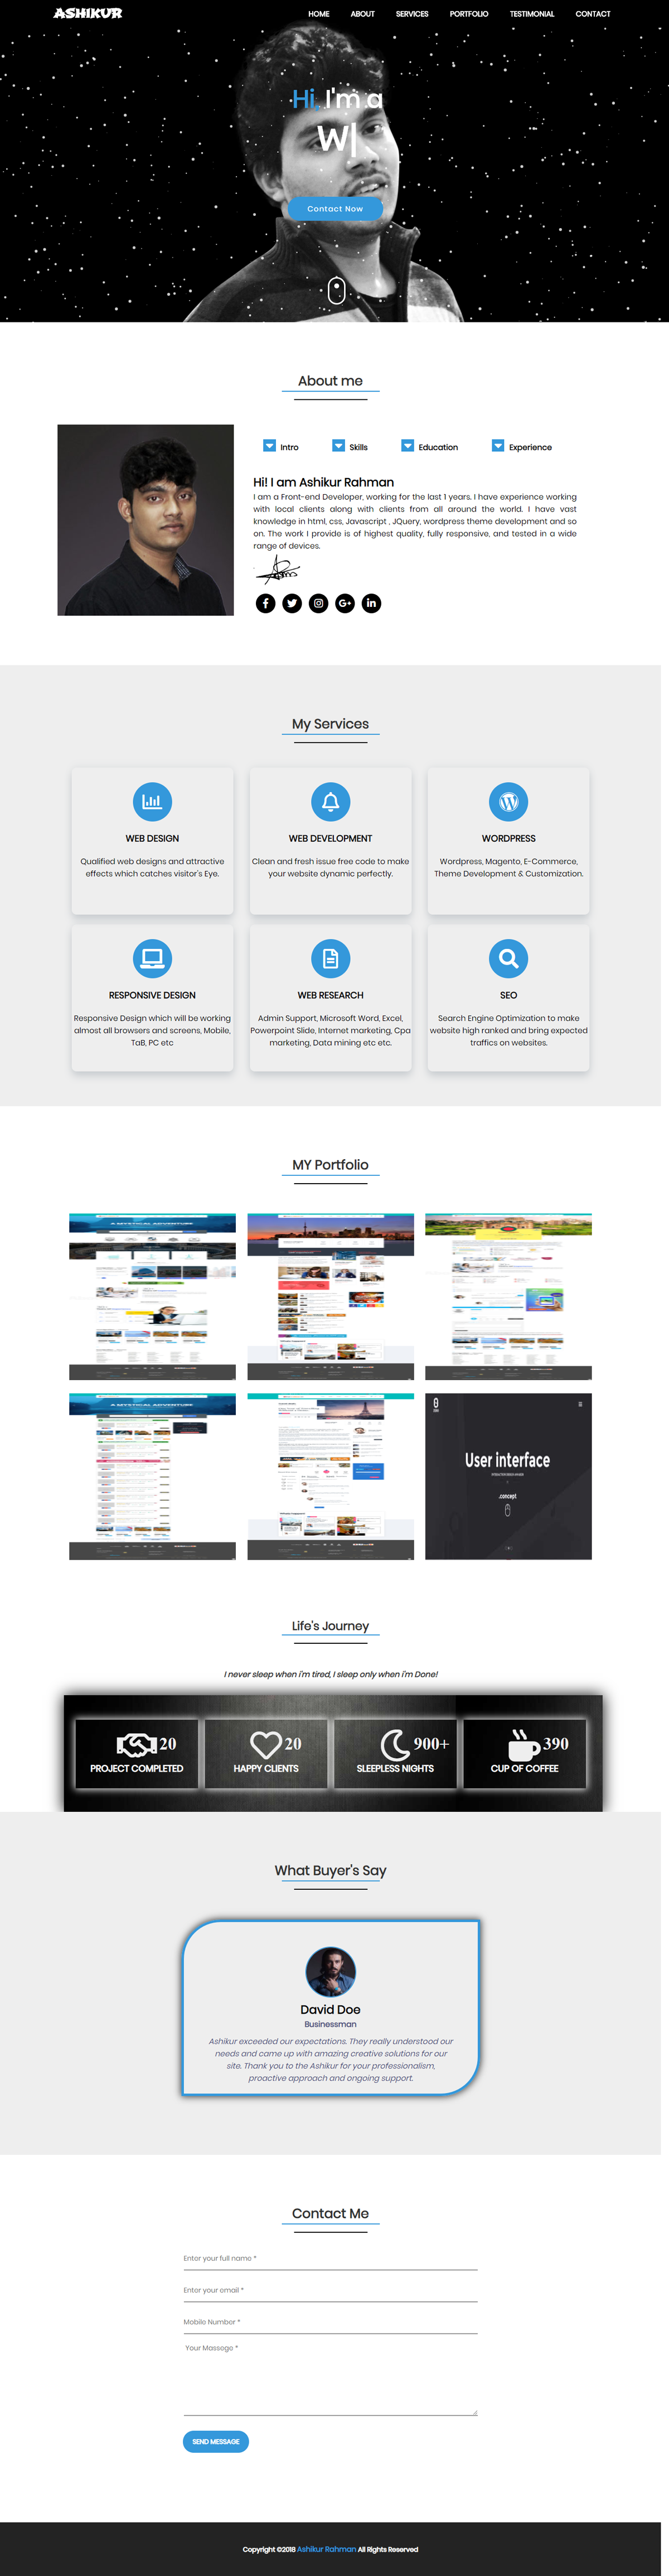 ASHIKUR
HOME ABOUT SERVICES PORTFOLIO TESTIMONIAL CONTACT
Hi, I'm a
W|
Contact Now
About me
Intro Skills Education Experience
Hi! I am Ashikur Rahman
I am a Front-end Developer, working for the last 1 years. I have experience working
with local clients along with clients from all around the world. I have vast
knowledge in html, css, Javascript , JQuery, wordpress theme development and so
on. The work I provide is of highest quality, fully responsive, and tested in a wide
range of devices.
My Services
WEB DESIGN
Qualified web designs and attractive
effects which catches visitor's Eye.
WEB DEVELOPMENT
Clean and fresh issue free code to make
your website dynamic perfectly.
WORDPRESS
Wordpress, Magento, E-Commerce,
Theme Development & Customization.
RESPONSIVE DESIGN
Responsive Design which will be working
almost all browsers and screens, Mobile,
TaB, PC etc
WEB RESEARCH
Admin Support, Microsoft Word, Excel,
Powerpoint Slide, Internet marketing, Cpa
marketing, Data mining etc etc.
SEO
Search Engine Optimization to make
website high ranked and bring expected
traffics on websites.
MY Portfolio
A MYSTICAL ADVENTURE
A MYSTICAL ADVENTURE
User interface
.concept
Life's Journey
I never sleep when i'm tired, I sleep only when i'm Done!
20
PROJECT COMPLETED
20
HAPPY CLIENTS
900+
SLEEPLESS NIGHTS
390
CUP OF COFFEE
What Buyer's Say
David Doe
Businessman
Ashikur exceeded our expectations. They really understood our
needs and came up with amazing creative solutions for our
site. Thank you to the Ashikur for your professionalism,
proactive approach and ongoing support.
Contact Me
Enter your full name *
Enter your email *
Mobile Number *
Your Massege *
SEND MESSAGE
Copyright ©2018 Ashikur Rahman All Rights Reserved